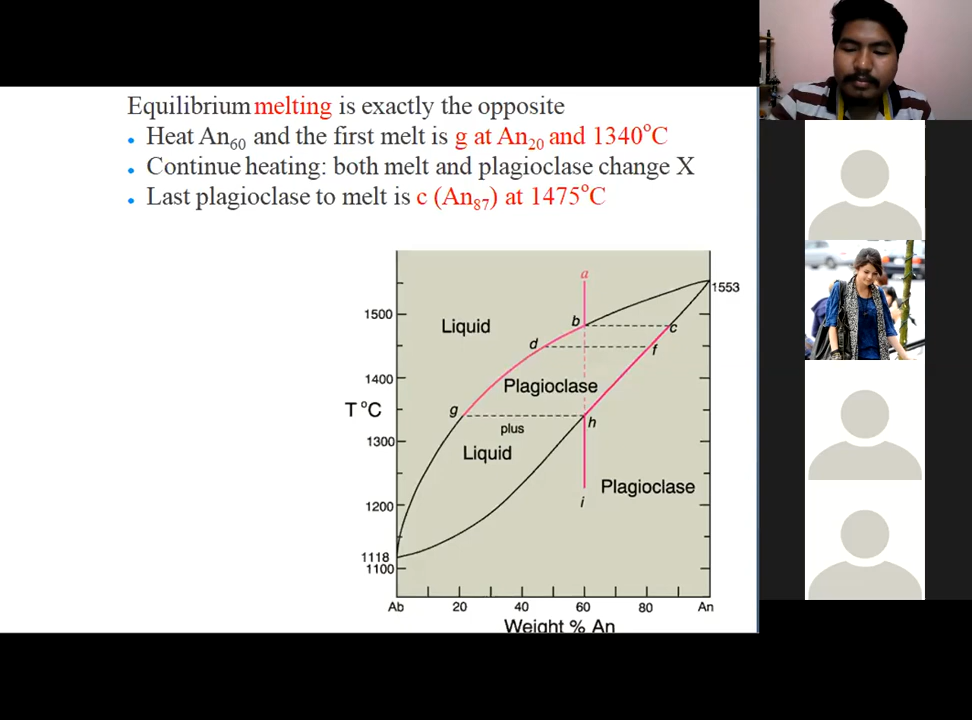 Equilibrium melting is exactly the opposite
• Heat An₆₀ and the first melt is g at An₂₀ and 1340°C
• Continue heating: both melt and plagioclase change X
• Last plagioclase to melt is c (An₈₇) at 1475°C
a
1553
1500
Liquid
b
c
d
f
1400
Plagioclase
T °C
g
h
plus
1300
Liquid
Plagioclase
i
1200
1118
1100
Ab 20 40 60 80 An
Weight % An